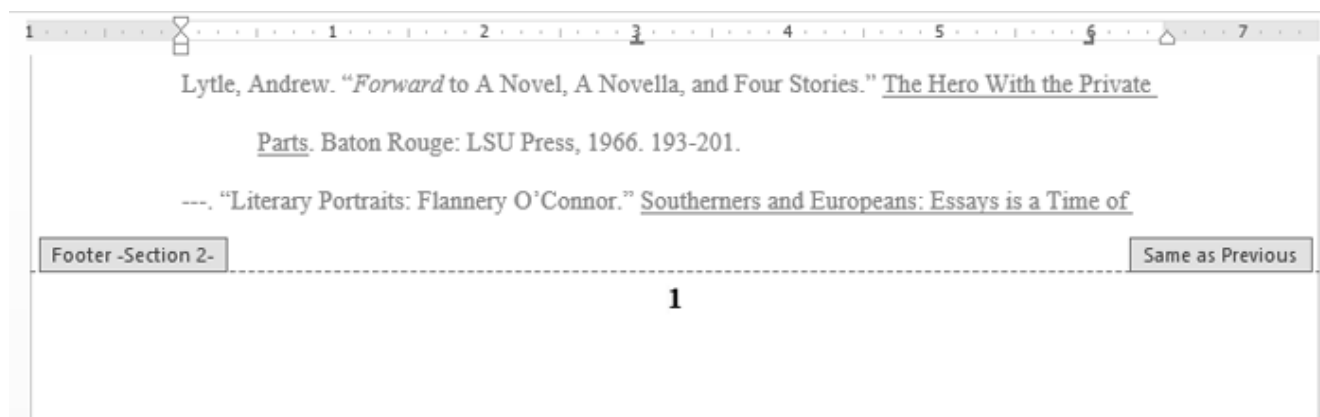 1 1 2 3 4 5 6 7
Lytle, Andrew. “Forward to A Novel, A Novella, and Four Stories.” The Hero With the Private
Parts. Baton Rouge: LSU Press, 1966. 193-201.
---. “Literary Portraits: Flannery O’Connor.” Southerners and Europeans: Essays is a Time of
Footer -Section 2- Same as Previous
1